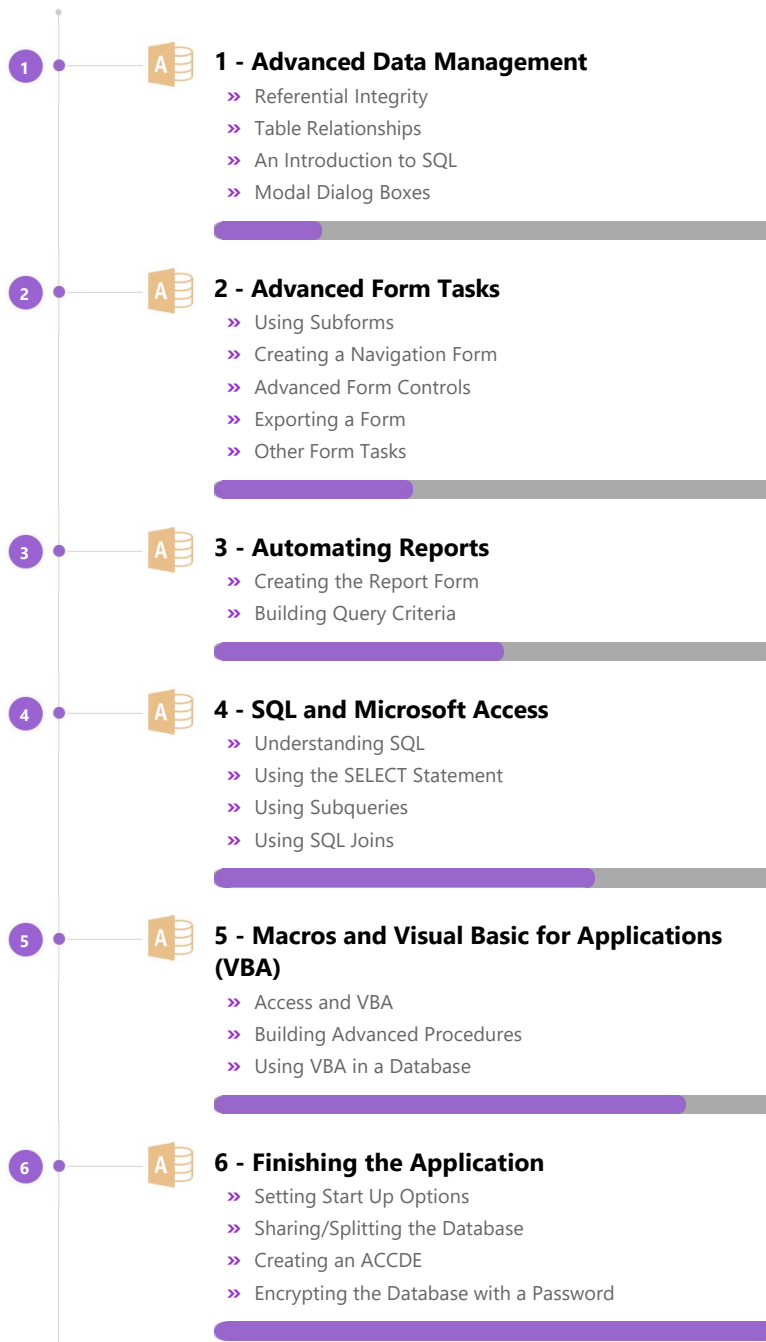 1
A
1 - Advanced Data Management
» Referential Integrity
» Table Relationships
» An Introduction to SQL
» Modal Dialog Boxes
2
A
2 - Advanced Form Tasks
» Using Subforms
» Creating a Navigation Form
» Advanced Form Controls
» Exporting a Form
» Other Form Tasks
3
A
3 - Automating Reports
» Creating the Report Form
» Building Query Criteria
4
A
4 - SQL and Microsoft Access
» Understanding SQL
» Using the SELECT Statement
» Using Subqueries
» Using SQL Joins
5
A
5 - Macros and Visual Basic for Applications
(VBA)
» Access and VBA
» Building Advanced Procedures
» Using VBA in a Database
6
A
6 - Finishing the Application
» Setting Start Up Options
» Sharing/Splitting the Database
» Creating an ACCDE
» Encrypting the Database with a Password